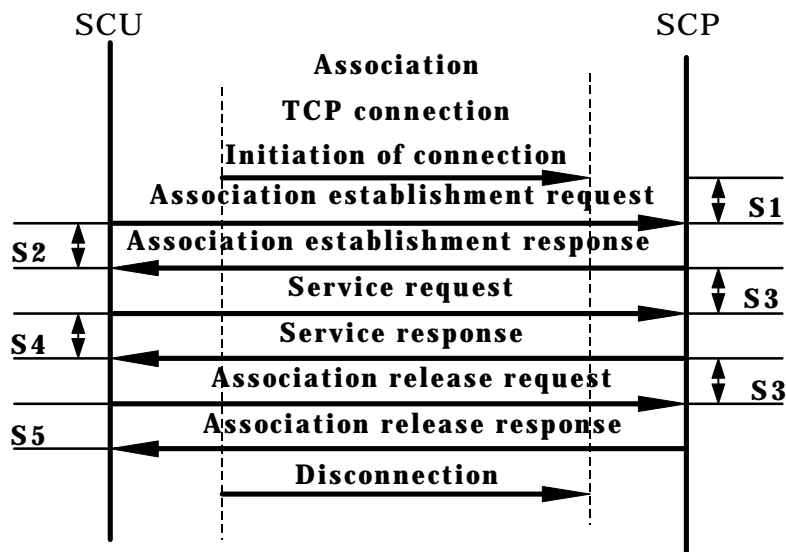 SCU
SCP
Association
TCP connection
Initiation of connection
Association establishment request
S1
Association establishment response
S2
Service request
S3
Service response
S4
Association release request
S3
Association release response
S5
Disconnection